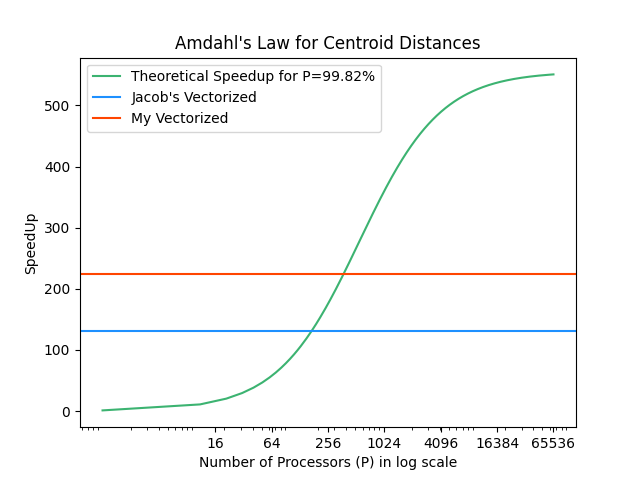 Amdahl's Law for Centroid Distances
Theoretical Speedup for P=99.82%
Jacob's Vectorized
My Vectorized
SpeedUp
500
400
300
200
100
0
16 64 256 1024 4096 16384 65536
Number of Processors (P) in log scale